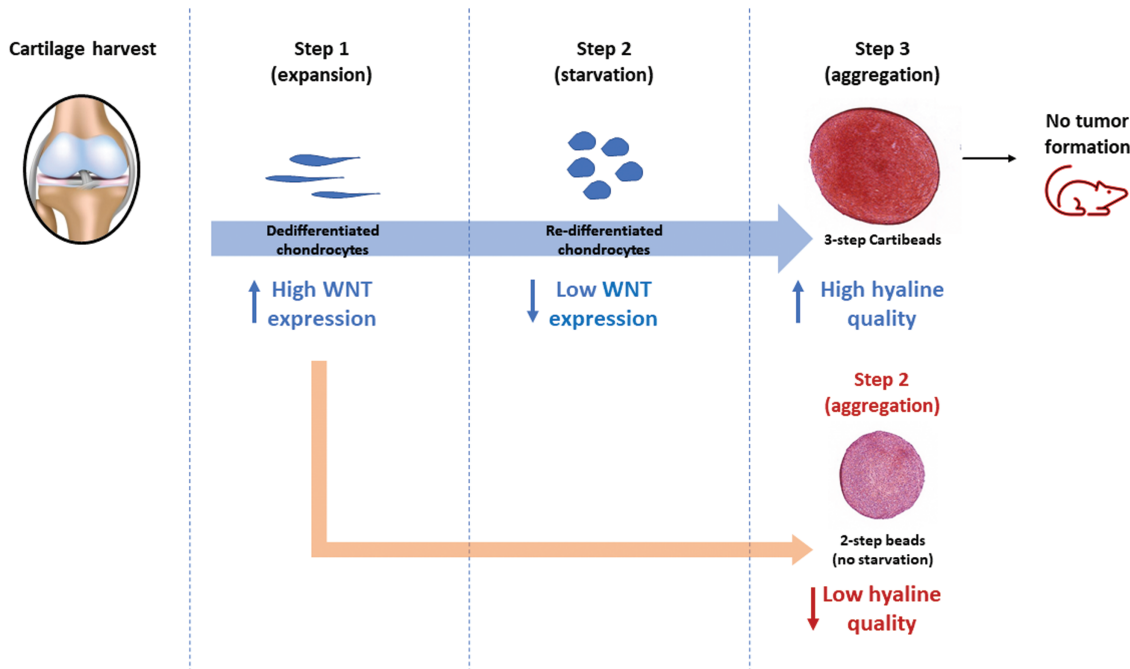 Cartilage harvest
Step 1
(expansion)
Step 2
(starvation)
Step 3
(aggregation)
No tumor
formation
Dedifferentiated
chondrocytes
Re-differentiated
chondrocytes
3-step Cartibeads
High WNT
expression
Low WNT
expression
High hyaline
quality
Step 2
(aggregation)
2-step beads
(no starvation)
Low hyaline
quality